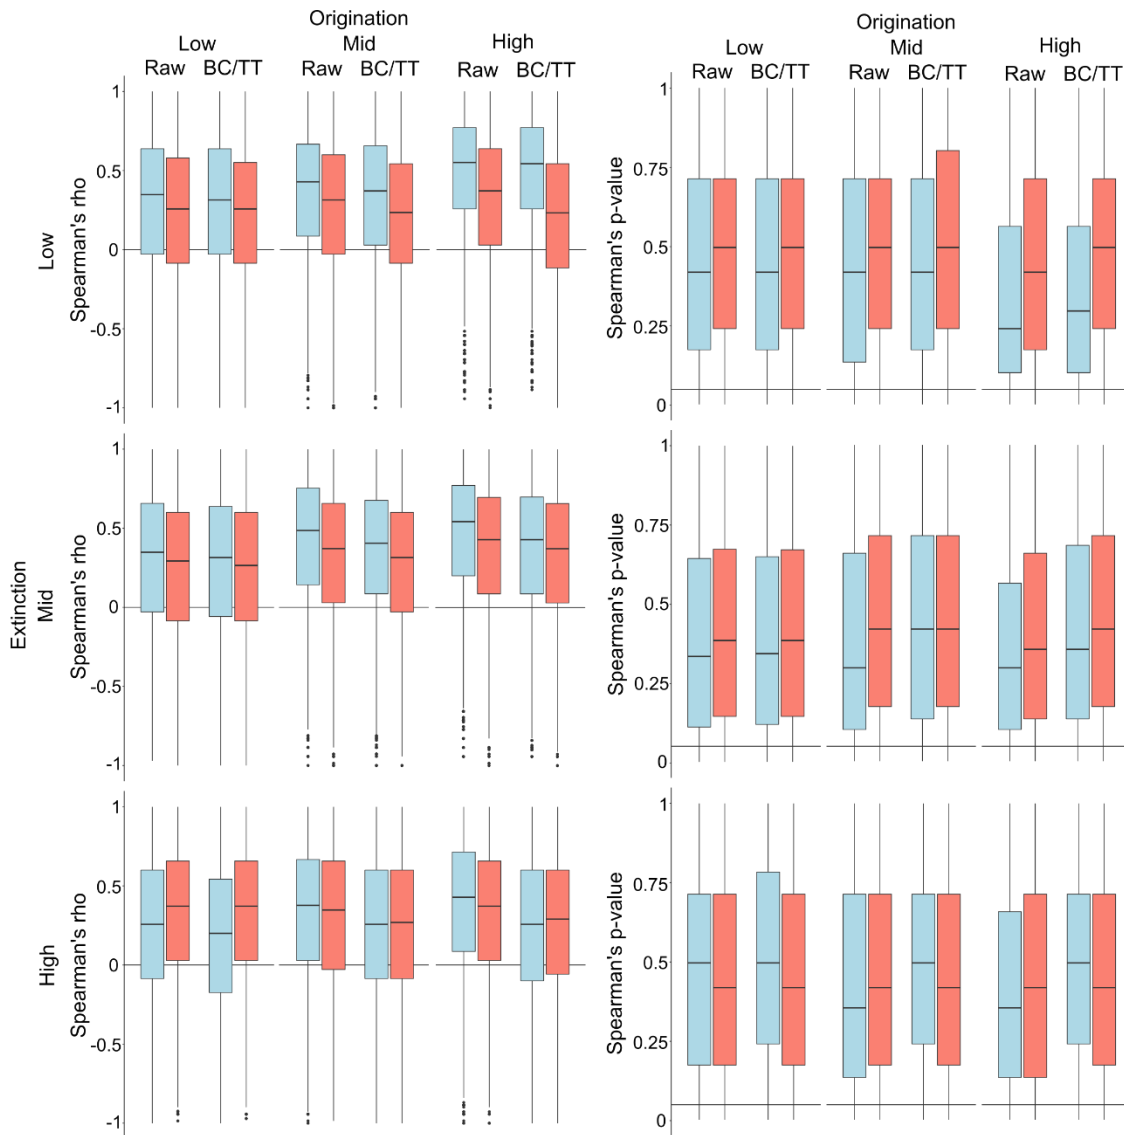 Origination
Low Mid High
Raw BC/TT Raw BC/TT Raw BC/TT
Origination
Low Mid High
Raw BC/TT Raw BC/TT Raw BC/TT
Extinction
Low
Spearman's rho
1
0.5
0
-0.5
-1
Spearman's p-value
1
0.75
0.5
0.25
0
Mid
Spearman's rho
1
0.5
0
-0.5
-1
Spearman's p-value
1
0.75
0.5
0.25
0
High
Spearman's rho
1
0.5
0
-0.5
-1
Spearman's p-value
1
0.75
0.5
0.25
0